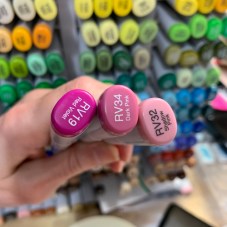 RV19
Red Violet
RV34
Dark Pink
RV32
Shadow
Pink